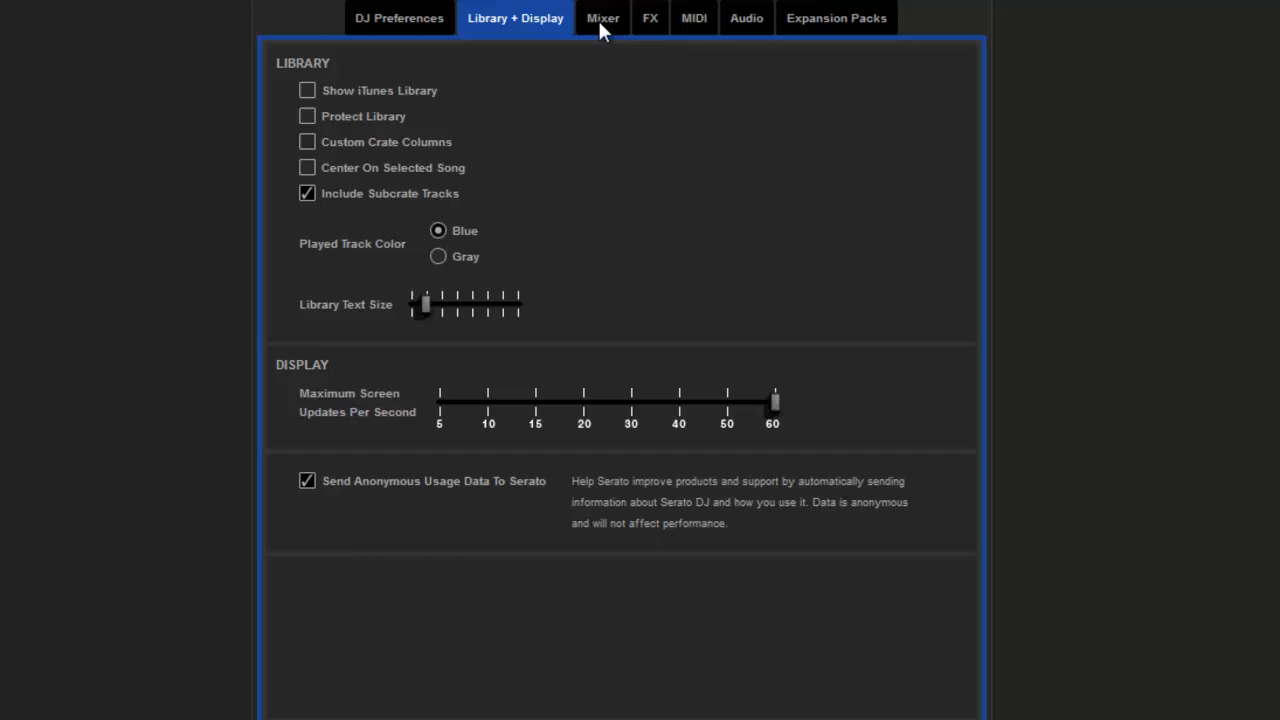 DJ Preferences Library + Display Mixer FX MIDI Audio Expansion Packs
LIBRARY
Show iTunes Library
Protect Library
Custom Crate Columns
Center On Selected Song
Include Subcrate Tracks
Played Track Color
Blue
Gray
Library Text Size
DISPLAY
Maximum Screen
Updates Per Second
5 10 15 20 30 40 50 60
Send Anonymous Usage Data To Serato
Help Serato improve products and support by automatically sending
information about Serato DJ and how you use it. Data is anonymous
and will not affect performance.